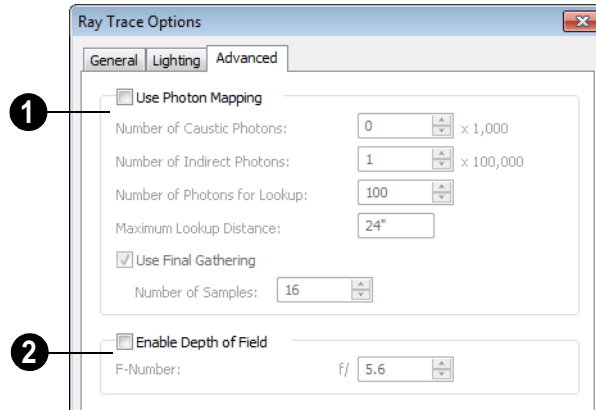 Ray Trace Options
General Lighting Advanced
1 Use Photon Mapping
Number of Caustic Photons: 0 x 1,000
Number of Indirect Photons: 1 x 100,000
Number of Photons for Lookup: 100
Maximum Lookup Distance: 24"
Use Final Gathering
Number of Samples: 16
2 Enable Depth of Field
F-Number: f/ 5.6